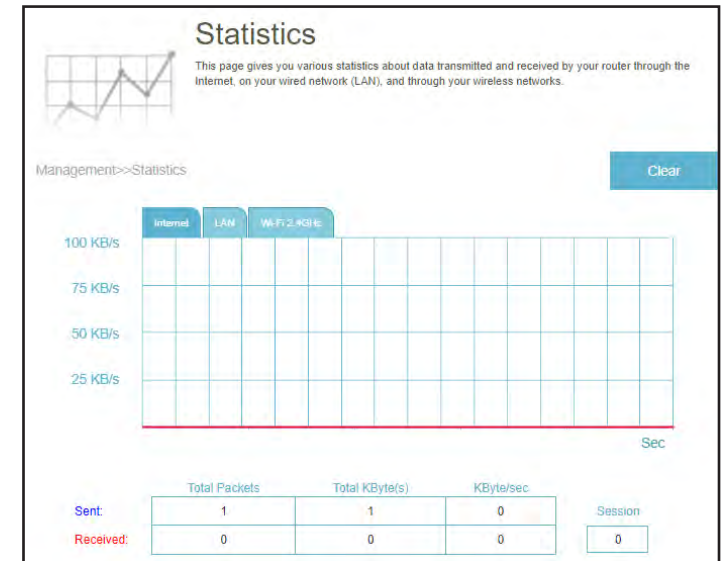 Statistics
This page gives you various statistics about data transmitted and received by your router through the
Internet, on your wired network (LAN), and through your wireless networks.
Management>>Statistics
Clear
Internet LAN Wi-Fi 2.4GHz
100 KB/s
75 KB/s
50 KB/s
25 KB/s
Sec
Total Packets Total KByte(s) KByte/sec
Sent: 1 1 0 Session
Received: 0 0 0 0